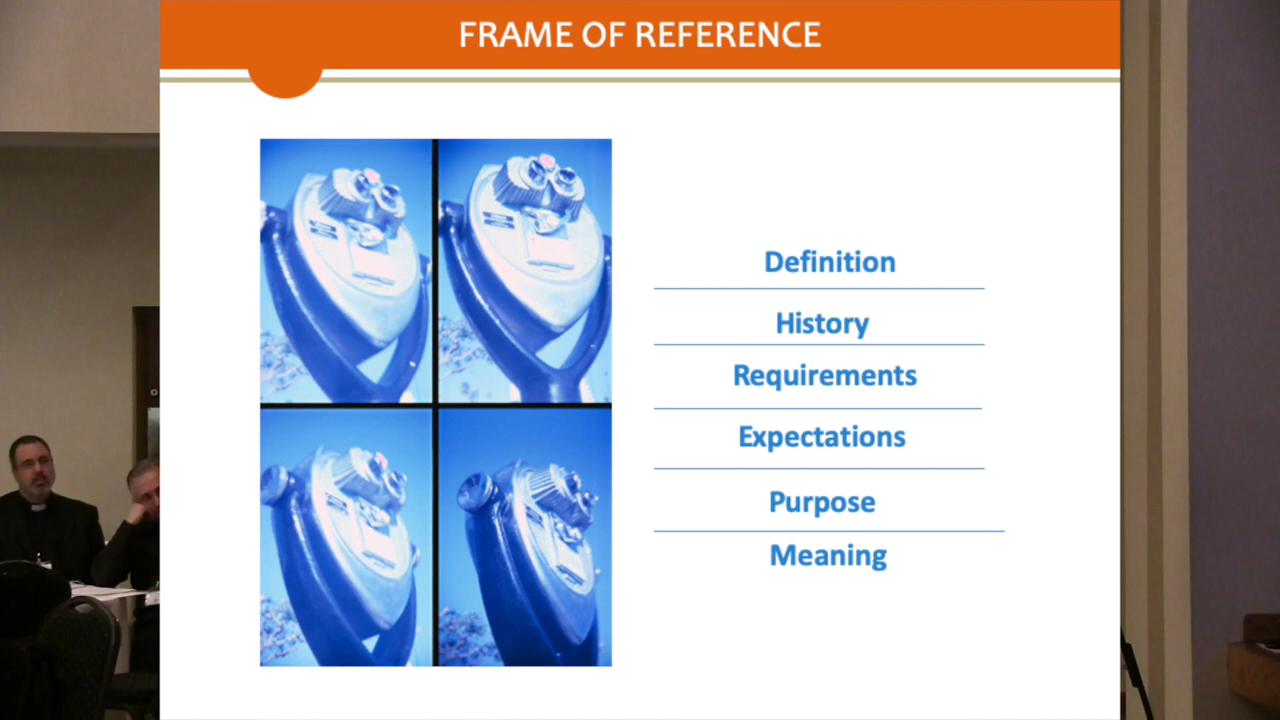 FRAME OF REFERENCE
Definition
History
Requirements
Expectations
Purpose
Meaning